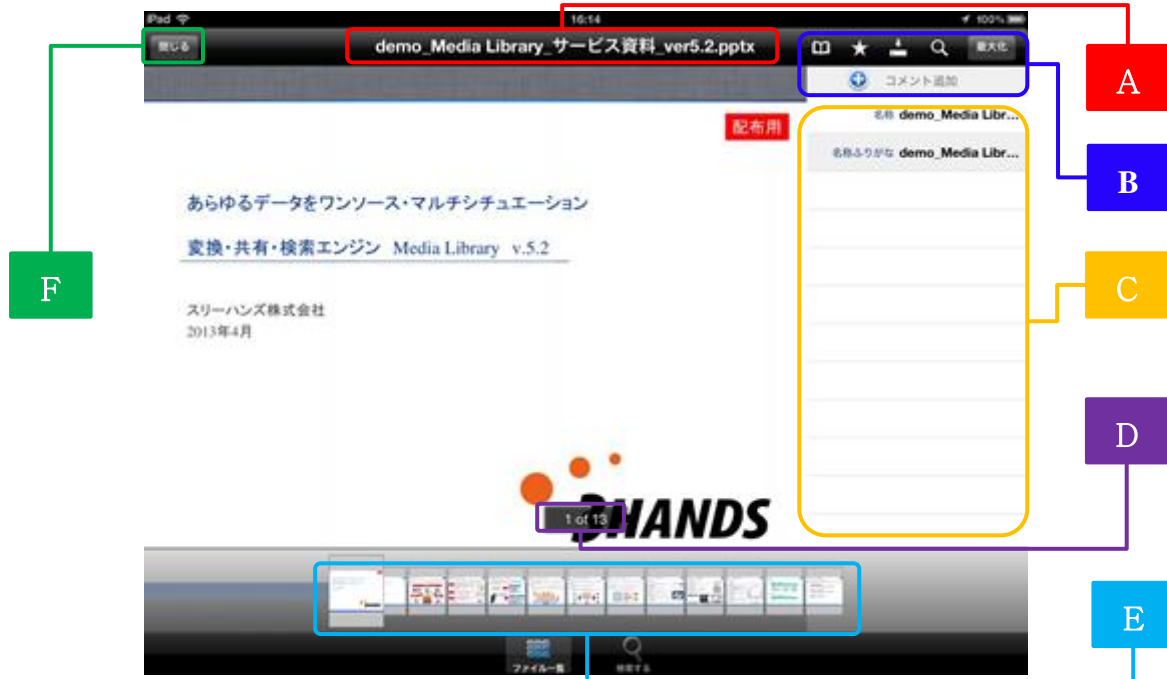 iPad
16:14
100%
閉じる
demo_Media Library_サービス資料_ver5.2.pptx
最大化
A
コメント追加
配布用
名称 demo_Media Libr...
名称ふりがな demo_Media Libr...
B
あらゆるデータをワンソース・マルチシチュエーション
変換・共有・検索エンジン Media Library v.5.2
F
C
スリーハンズ株式会社
2013年4月
D
3HANDS
1 of 13
E
ファイル一覧
検索する